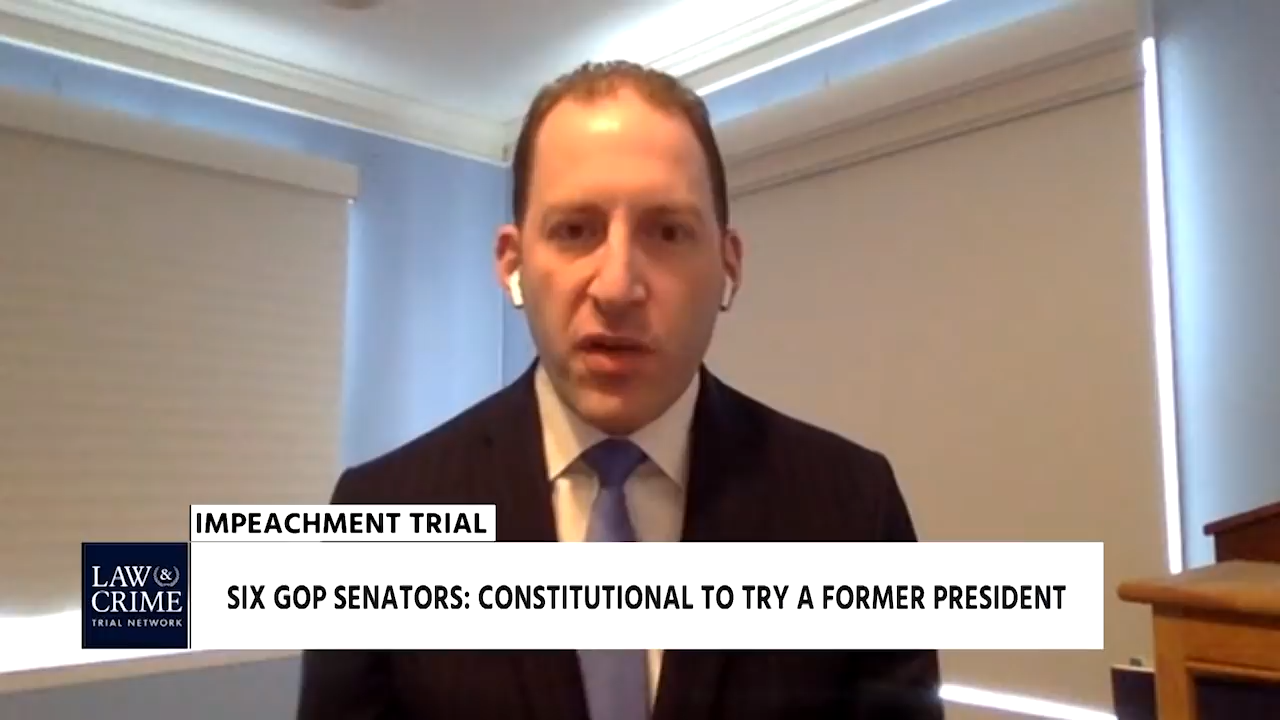 IMPEACHMENT TRIAL
LAW &
CRIME
TRIAL NETWORK
SIX GOP SENATORS: CONSTITUTIONAL TO TRY A FORMER PRESIDENT